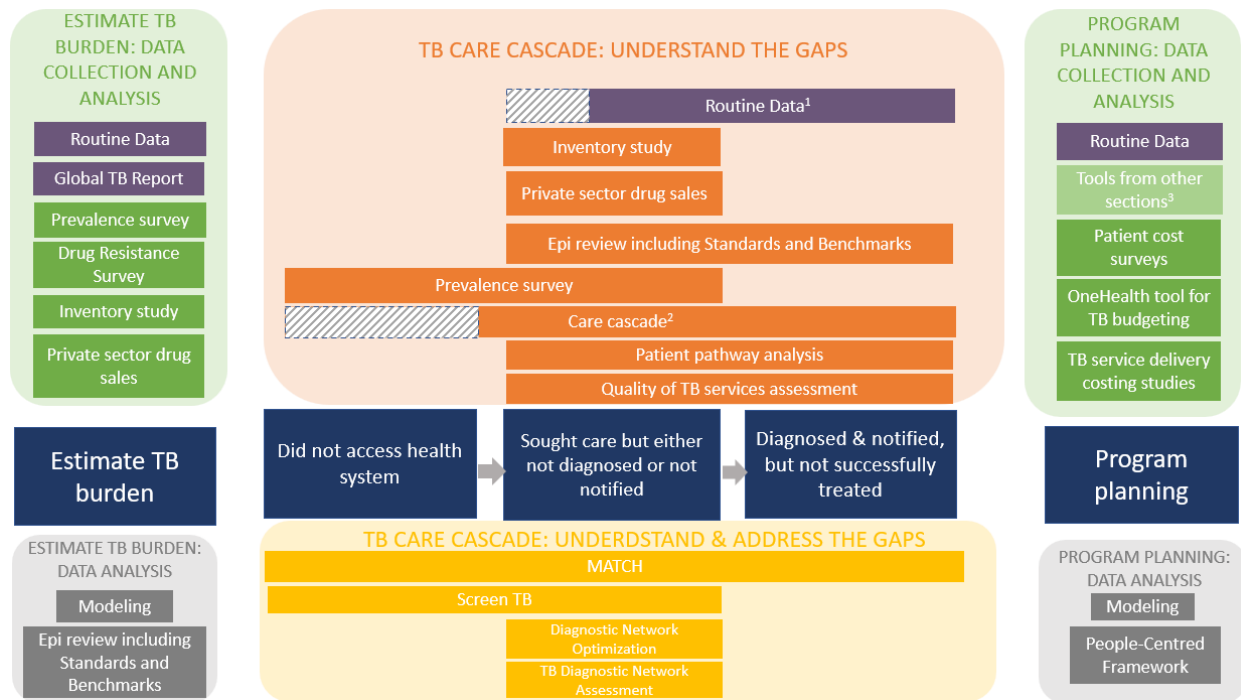 ESTIMATE TB
BURDEN: DATA
COLLECTION AND
ANALYSIS
Routine Data
Global TB Report
Prevalence survey
Drug Resistance
Survey
Inventory study
Private sector drug
sales
TB CARE CASCADE: UNDERSTAND THE GAPS
Routine Data¹
Inventory study
Private sector drug sales
Epi review including Standards and Benchmarks
Prevalence survey
Care cascade²
Patient pathway analysis
Quality of TB services assessment
PROGRAM
PLANNING: DATA
COLLECTION AND
ANALYSIS
Routine Data
Tools from other
sections³
Patient cost
surveys
OneHealth tool for
TB budgeting
TB service delivery
costing studies
Estimate TB
burden
Did not access health
system
Sought care but either
not diagnosed or not
notified
Diagnosed & notified,
but not successfully
treated
Program
planning
ESTIMATE TB BURDEN:
DATA ANALYSIS
Modeling
Epi review including
Standards and
Benchmarks
TB CARE CASCADE: UNDERDSTAND & ADDRESS THE GAPS
MATCH
Screen TB
Diagnostic Network
Optimization
TB Diagnostic Network
Assessment
PROGRAM PLANNING:
DATA ANALYSIS
Modeling
People-Centred
Framework